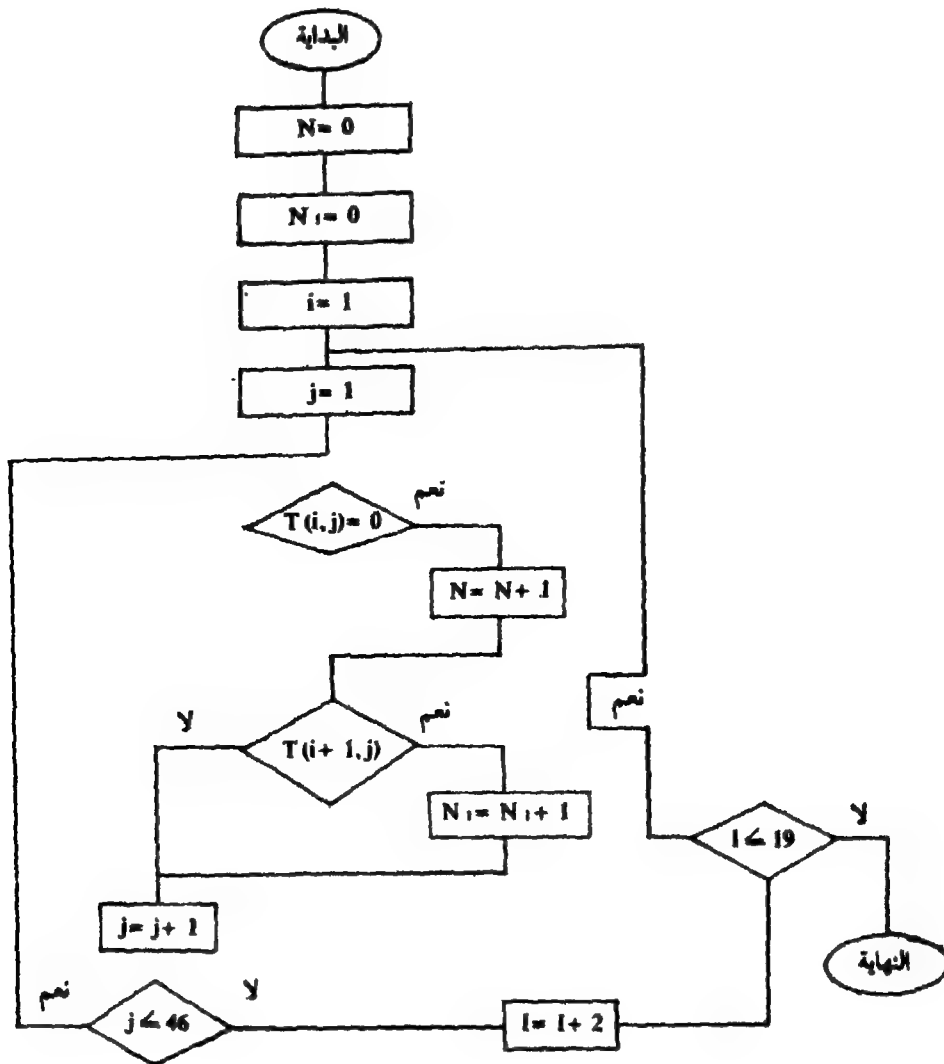 البداية
N= 0
N₁= 0
i= 1
j= 1
نعم
T(i,j)= 0
N= N+ 1
لا
نعم
T(i+ 1,j)
نعم
N₁= N₁+ 1
لا
I ≤ 19
j= j+ 1
النهاية
نعم
لا
j ≤ 46
I= I+ 2